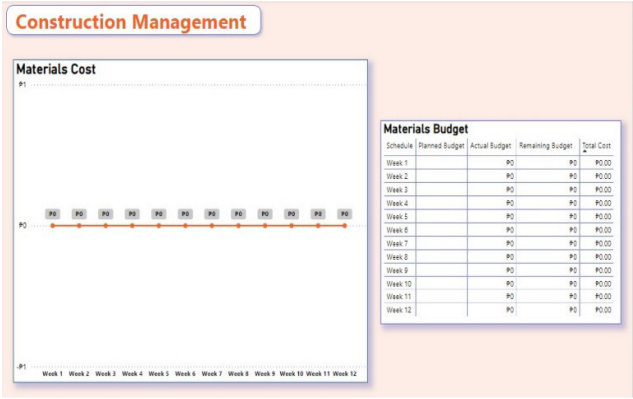 Construction Management
Materials Cost
₱1
₱0 ₱0 ₱0 ₱0 ₱0 ₱0 ₱0 ₱0 ₱0 ₱0 ₱0 ₱0
₱0
-₱1
Week 1 Week 2 Week 3 Week 4 Week 5 Week 6 Week 7 Week 8 Week 9 Week 10 Week 11 Week 12
Materials Budget
Schedule Planned Budget Actual Budget Remaining Budget Total Cost
Week 1 ₱0 ₱0 ₱0.00
Week 2 ₱0 ₱0 ₱0.00
Week 3 ₱0 ₱0 ₱0.00
Week 4 ₱0 ₱0 ₱0.00
Week 5 ₱0 ₱0 ₱0.00
Week 6 ₱0 ₱0 ₱0.00
Week 7 ₱0 ₱0 ₱0.00
Week 8 ₱0 ₱0 ₱0.00
Week 9 ₱0 ₱0 ₱0.00
Week 10 ₱0 ₱0 ₱0.00
Week 11 ₱0 ₱0 ₱0.00
Week 12 ₱0 ₱0 ₱0.00